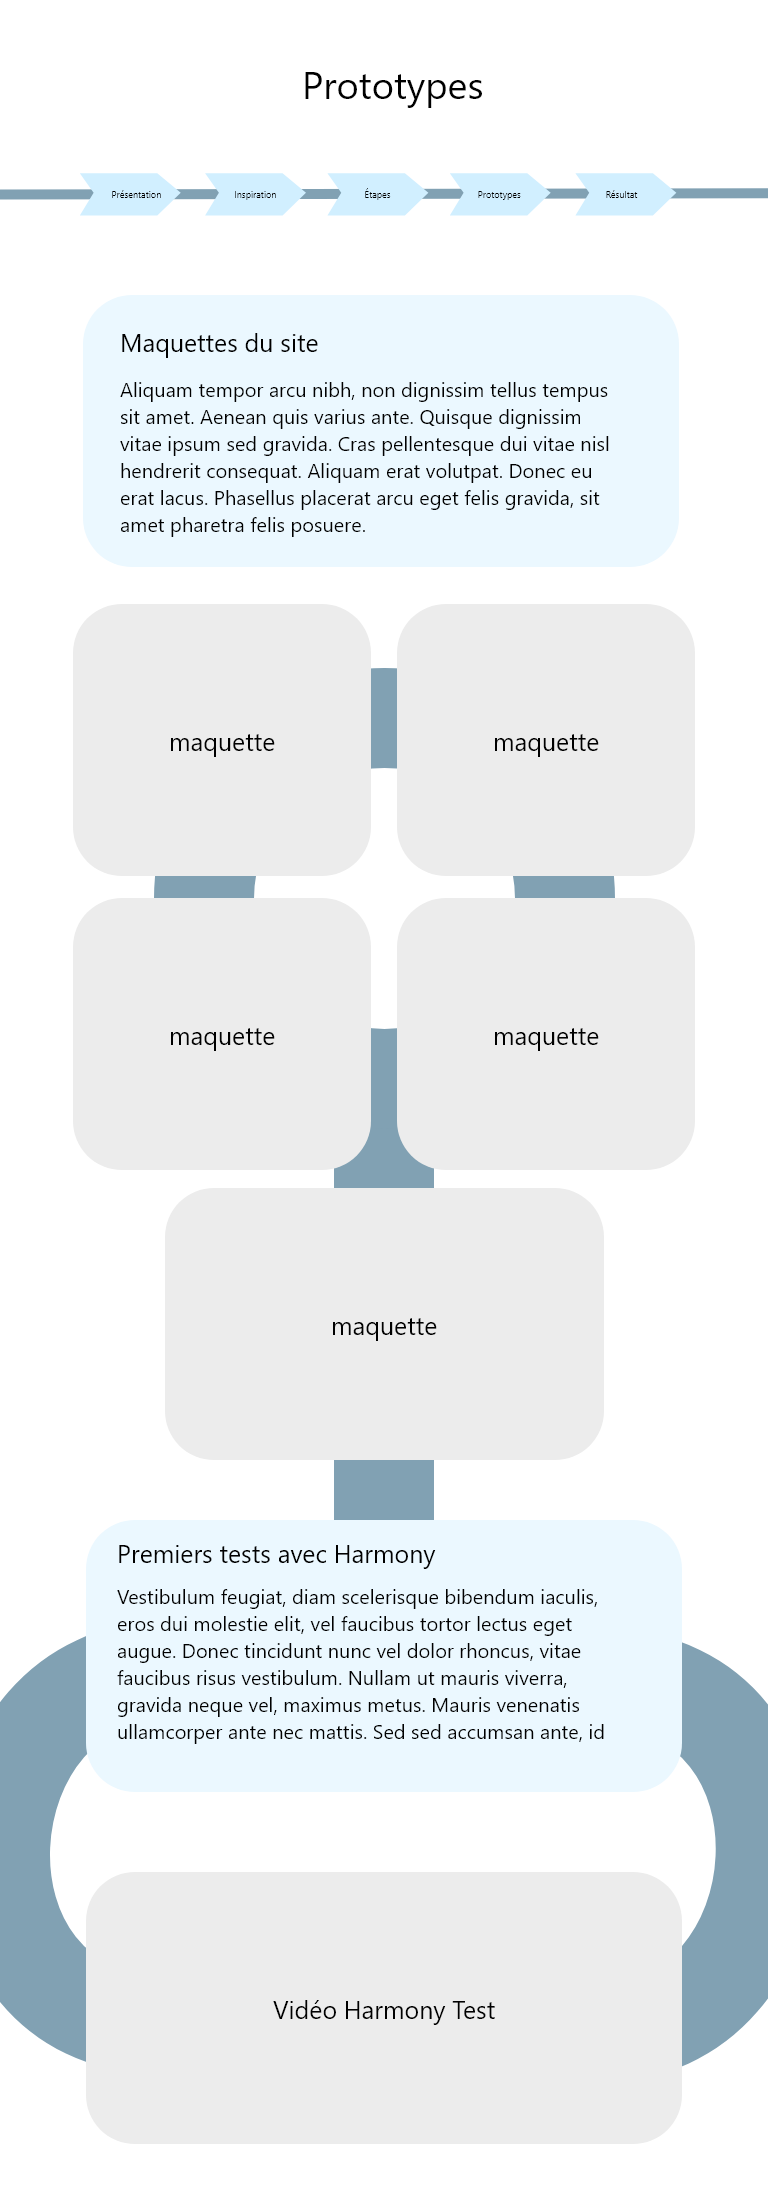 Prototypes
Présentation
Inspiration
Étapes
Prototypes
Résultat
Maquettes du site
Aliquam tempor arcu nibh, non dignissim tellus tempus
sit amet. Aenean quis varius ante. Quisque dignissim
vitae ipsum sed gravida. Cras pellentesque dui vitae nisl
hendrerit consequat. Aliquam erat volutpat. Donec eu
erat lacus. Phasellus placerat arcu eget felis gravida, sit
amet pharetra felis posuere.
maquette
maquette
maquette
maquette
maquette
Premiers tests avec Harmony
Vestibulum feugiat, diam scelerisque bibendum iaculis,
eros dui molestie elit, vel faucibus tortor lectus eget
augue. Donec tincidunt nunc vel dolor rhoncus, vitae
faucibus risus vestibulum. Nullam ut mauris viverra,
gravida neque vel, maximus metus. Mauris venenatis
ullamcorper ante nec mattis. Sed sed accumsan ante, id
Vidéo Harmony Test